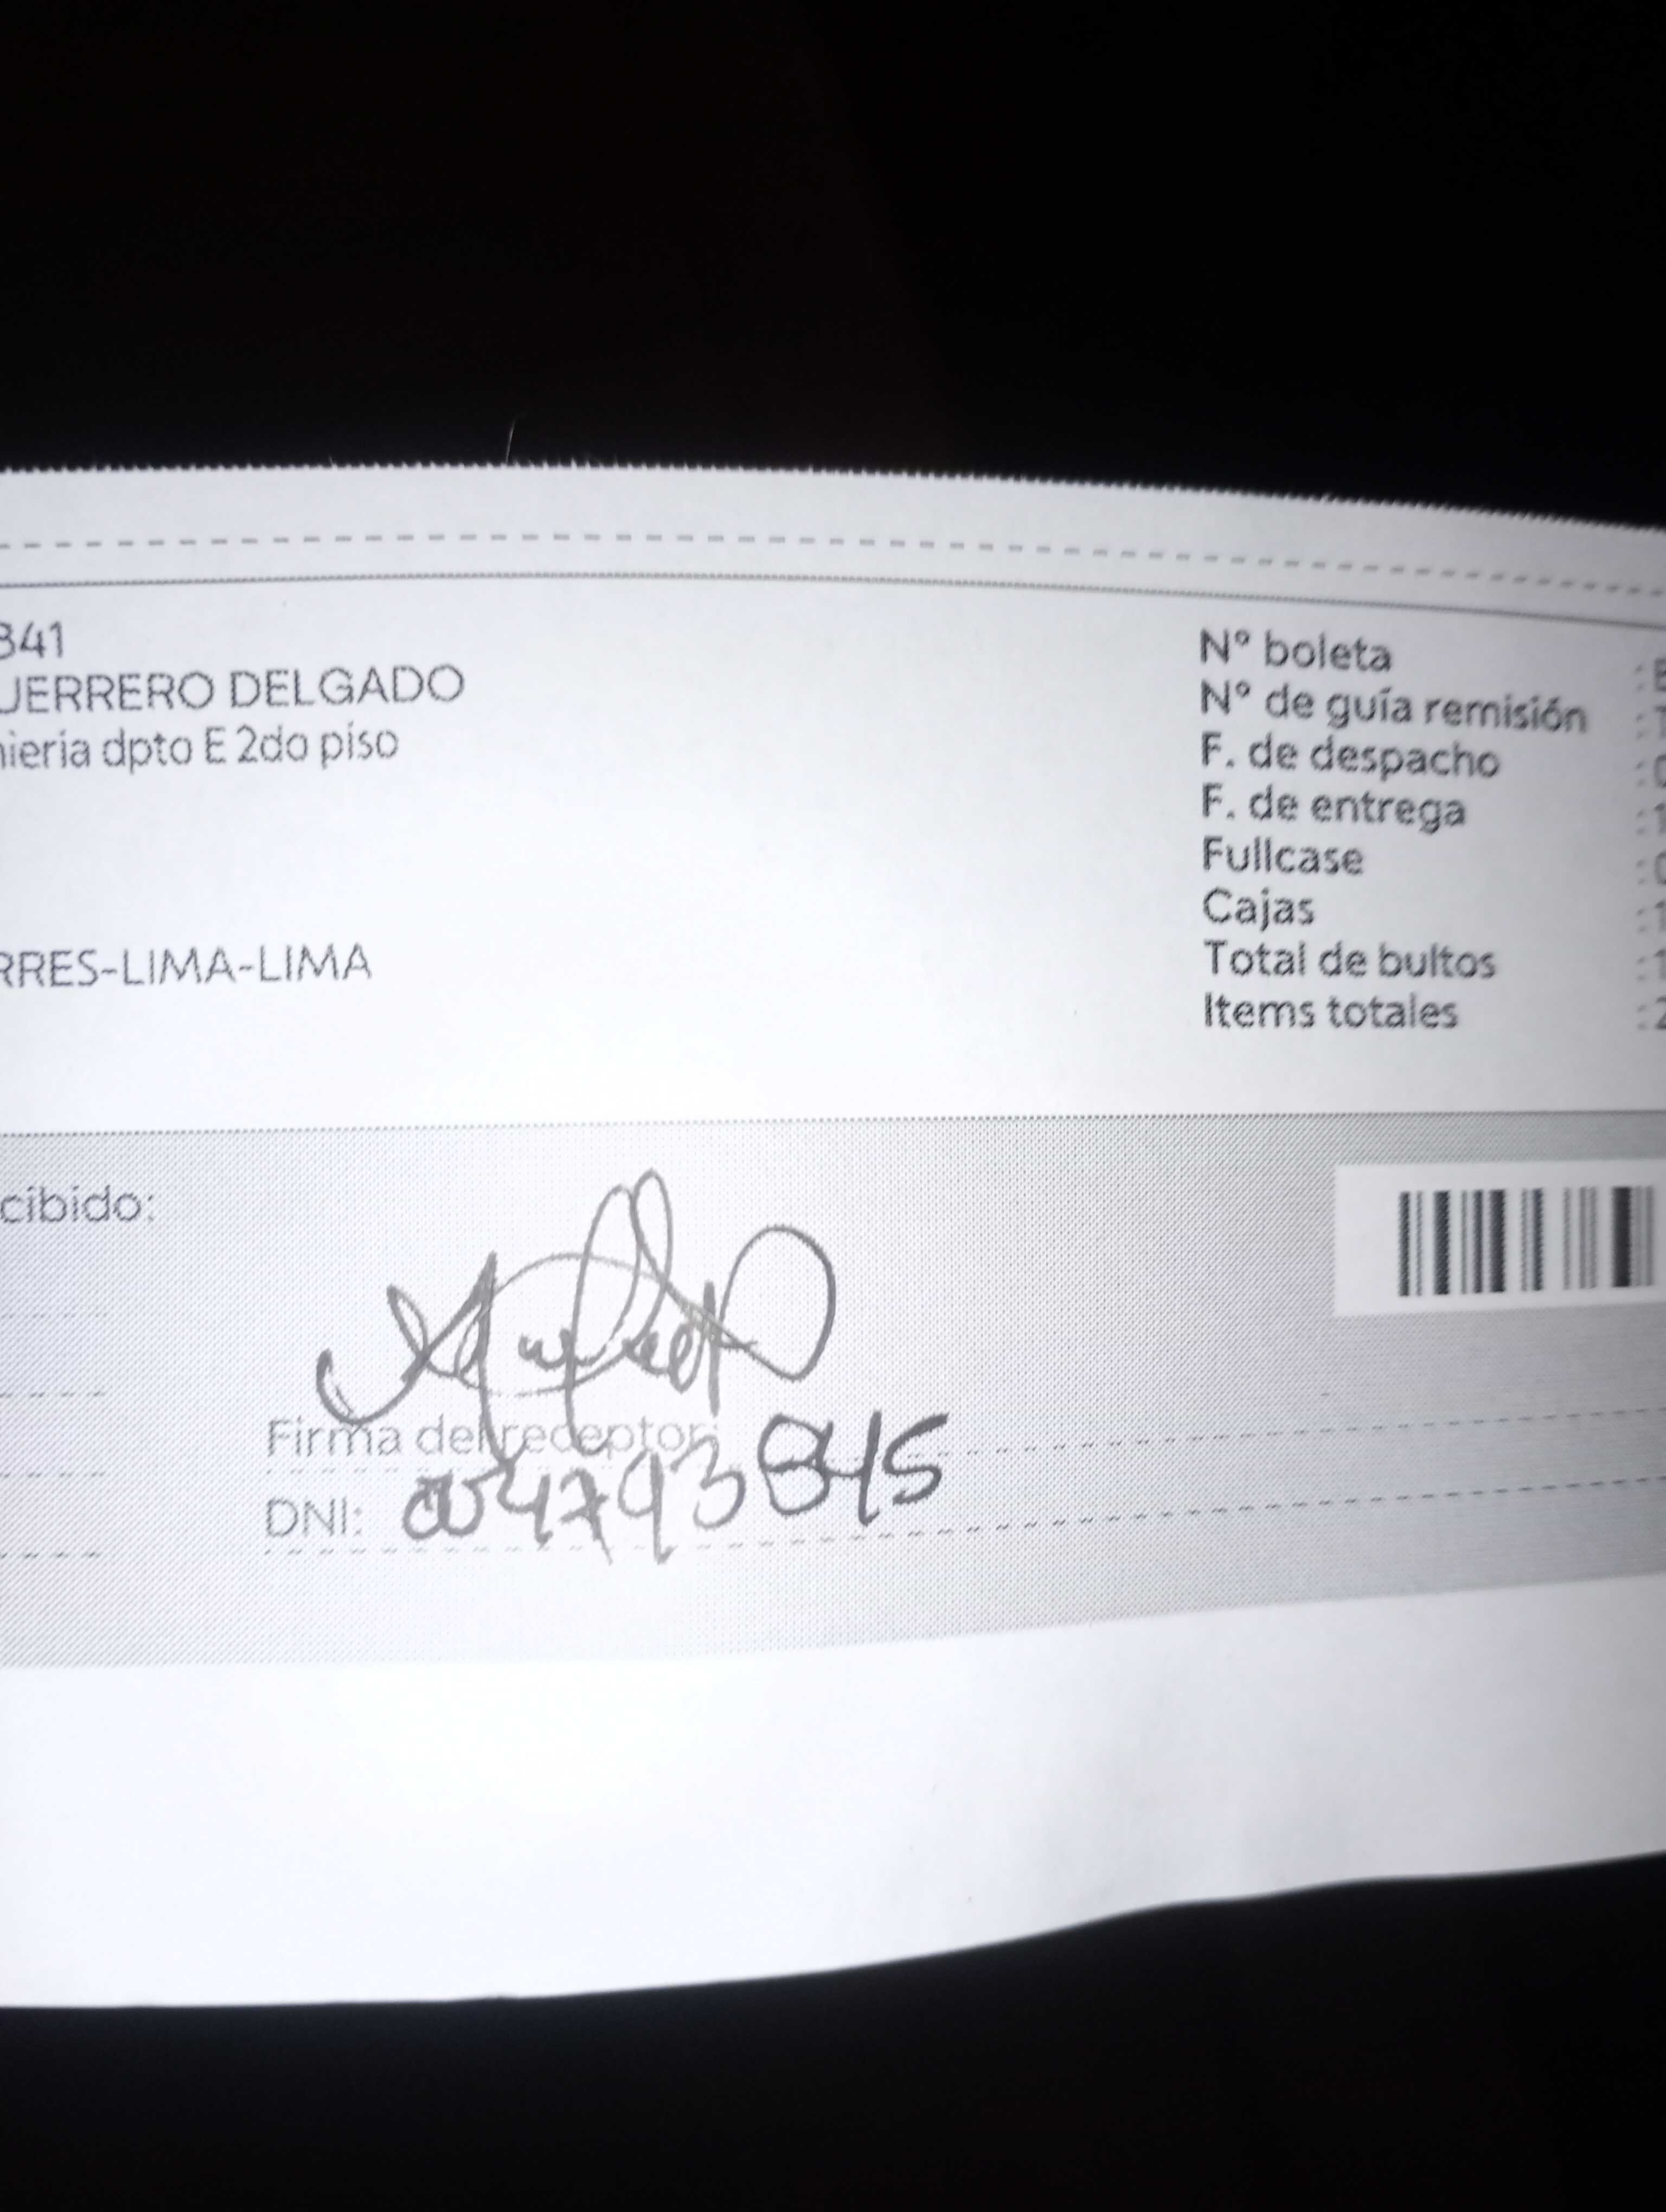 341
UERRERO DELGADO
nieria dpto E 2do piso
RRES-LIMA-LIMA
N° boleta
N° de guía remisión
F. de despacho
F. de entrega
Fullcase
Cajas
Total de bultos
Items totales
cibido:
Firma del receptor:
DNI: